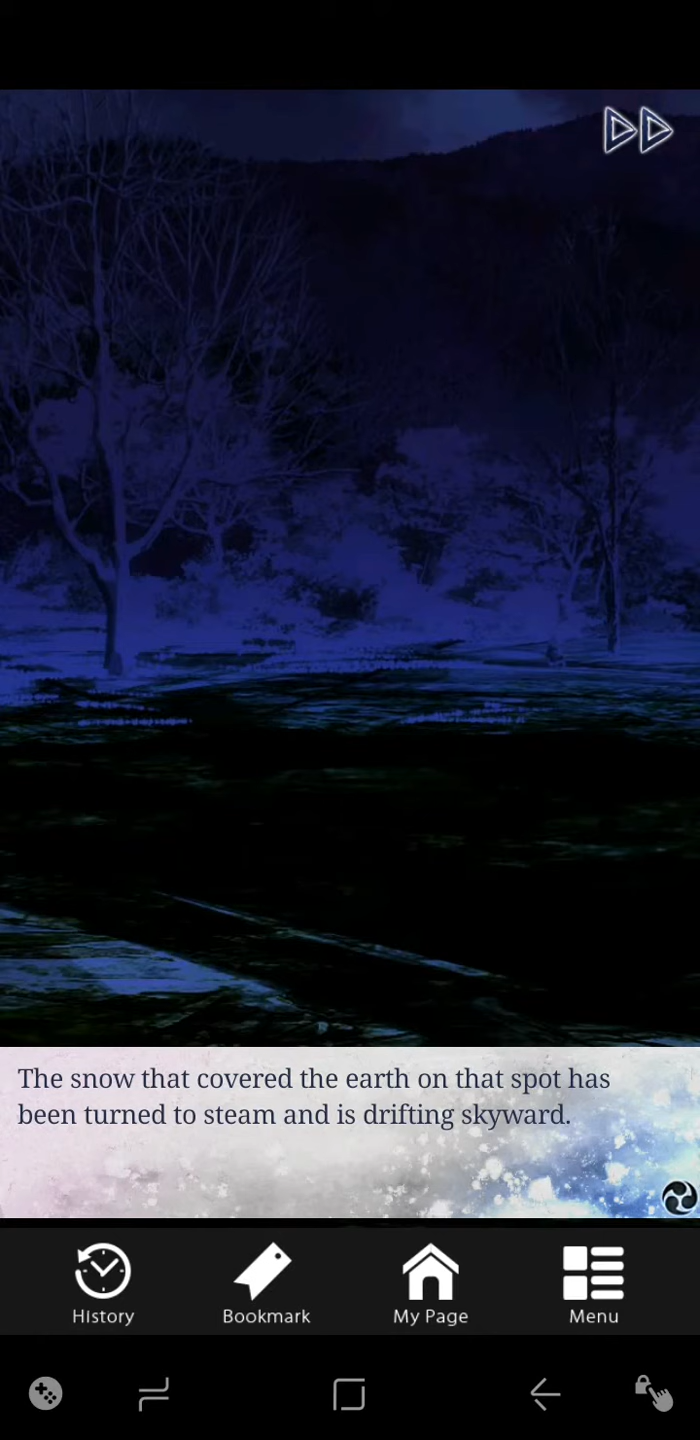 The snow that covered the earth on that spot has
been turned to steam and is drifting skyward.
History
Bookmark
My Page
Menu